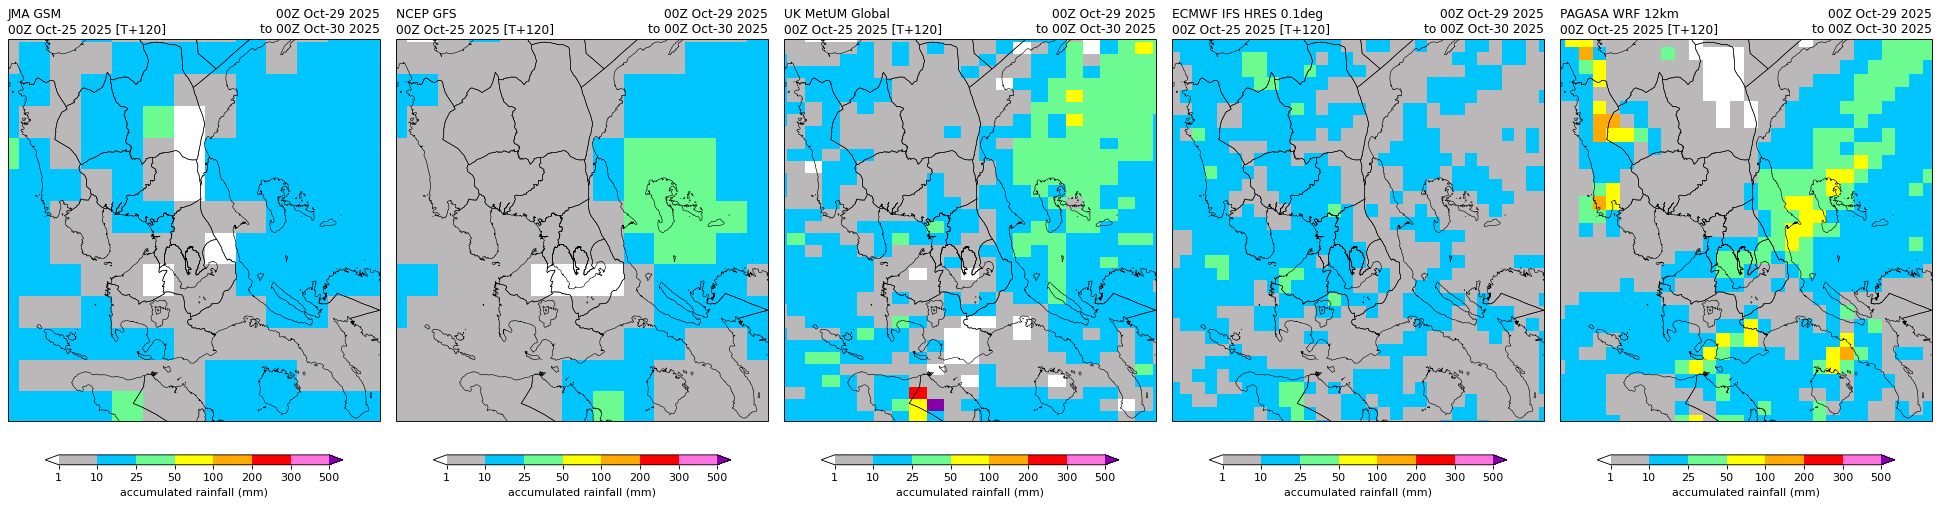 JMA GSM 00Z Oct-29 2025
00Z Oct-25 2025 [T+120] to 00Z Oct-30 2025
1 10 25 50 100 200 300 500
accumulated rainfall (mm)
NCEP GFS 00Z Oct-29 2025
00Z Oct-25 2025 [T+120] to 00Z Oct-30 2025
1 10 25 50 100 200 300 500
accumulated rainfall (mm)
UK MetUM Global 00Z Oct-29 2025
00Z Oct-25 2025 [T+120] to 00Z Oct-30 2025
1 10 25 50 100 200 300 500
accumulated rainfall (mm)
ECMWF IFS HRES 0.1deg 00Z Oct-29 2025
00Z Oct-25 2025 [T+120] to 00Z Oct-30 2025
1 10 25 50 100 200 300 500
accumulated rainfall (mm)
PAGASA WRF 12km 00Z Oct-29 2025
00Z Oct-25 2025 [T+120] to 00Z Oct-30 2025
1 10 25 50 100 200 300 500
accumulated rainfall (mm)